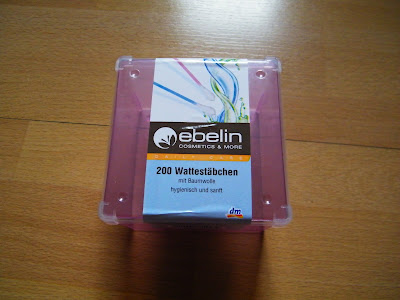 ebelin
COSMETICS & MORE
200 Wattestäbchen
mit Baumwolle
hygienisch und sanft
dm